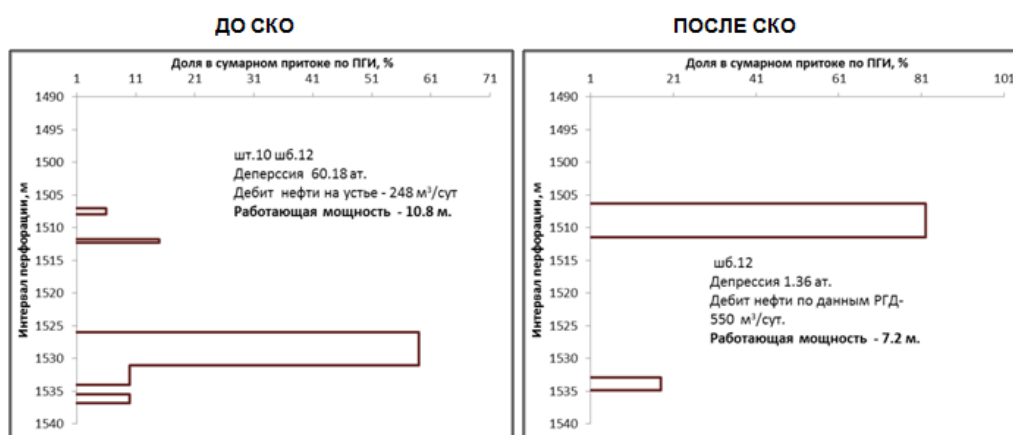 ДО СКО
Доля в сумарном притоке по ПГИ, %
1 11 21 31 41 51 61 71
Интервал перфорации, м
1490
1495
1500
1505
1510
1515
1520
1525
1530
1535
1540
шт.10 шб.12
Деперссия 60.18 ат.
Дебит нефти на устье - 248 м³/сут
Работающая мощность - 10.8 м.
ПОСЛЕ СКО
Доля в сумарном притоке по ПГИ, %
1 21 41 61 81 101
Интервал перфорации, м
1490
1495
1500
1505
1510
1515
1520
1525
1530
1535
1540
шб.12
Депрессия 1.36 ат.
Дебит нефти по данным РГД-
550 м³/сут.
Работающая мощность - 7.2 м.